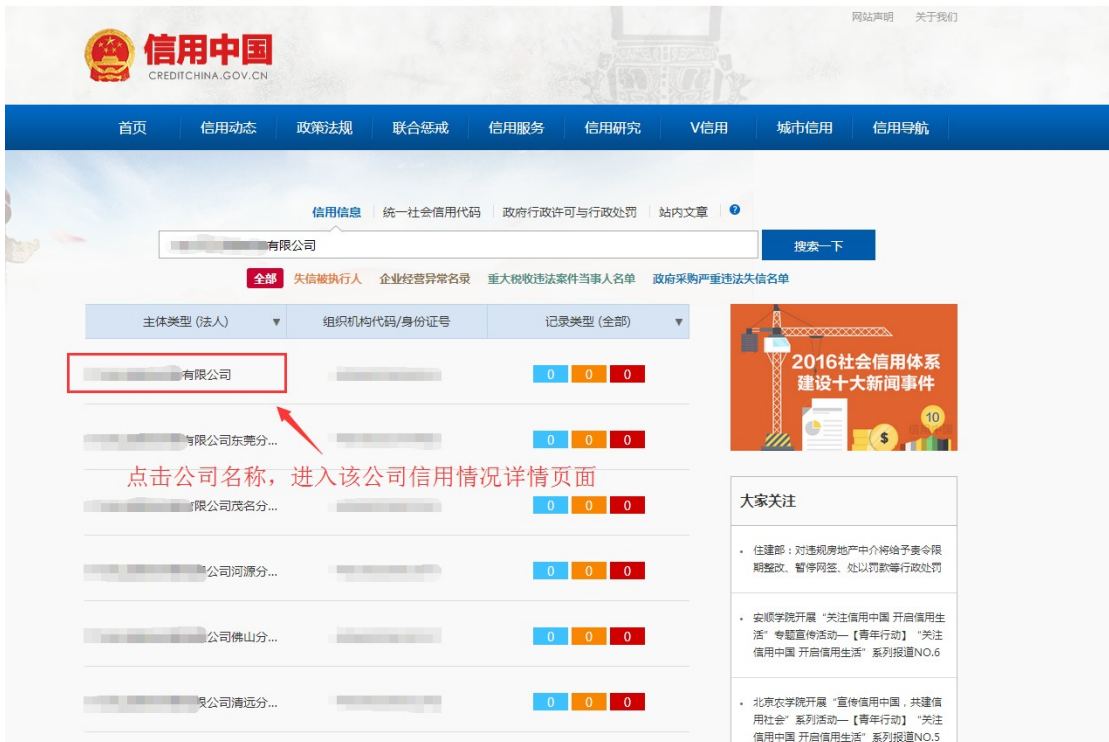 网站声明 关于我们
信用中国
CREDITCHINA.GOV.CN
首页 信用动态 政策法规 联合惩戒 信用服务 信用研究 V信用 城市信用 信用导航
信用信息 统一社会信用代码 政府行政许可与行政处罚 站内文章 ?
有限公司 搜索一下
全部 失信被执行人 企业经营异常名录 重大税收违法案件当事人名单 政府采购严重违法失信名单
主体类型 (法人) ▼ 组织机构代码/身份证号 记录类型 (全部) ▼
有限公司 0 0 0
有限公司东莞分... 0 0 0
点击公司名称，进入该公司信用情况详情页面
限公司茂名分... 0 0 0
公司河源分... 0 0 0
公司佛山分... 0 0 0
限公司清远分... 0 0 0
2016社会信用体系
建设十大新闻事件
10
$
大家关注
住建部：对违规房地产中介将给予责令限
期整改、暂停网签、处以罚款等行政处罚
安顺学院开展“关注信用中国 开启信用生
活”专题宣传活动—【青年行动】“关注
信用中国 开启信用生活”系列报道NO.6
北京农学院开展“宣传信用中国，共建信
用社会”系列活动—【青年行动】“关注
信用中国 开启信用生活”系列报道NO.5